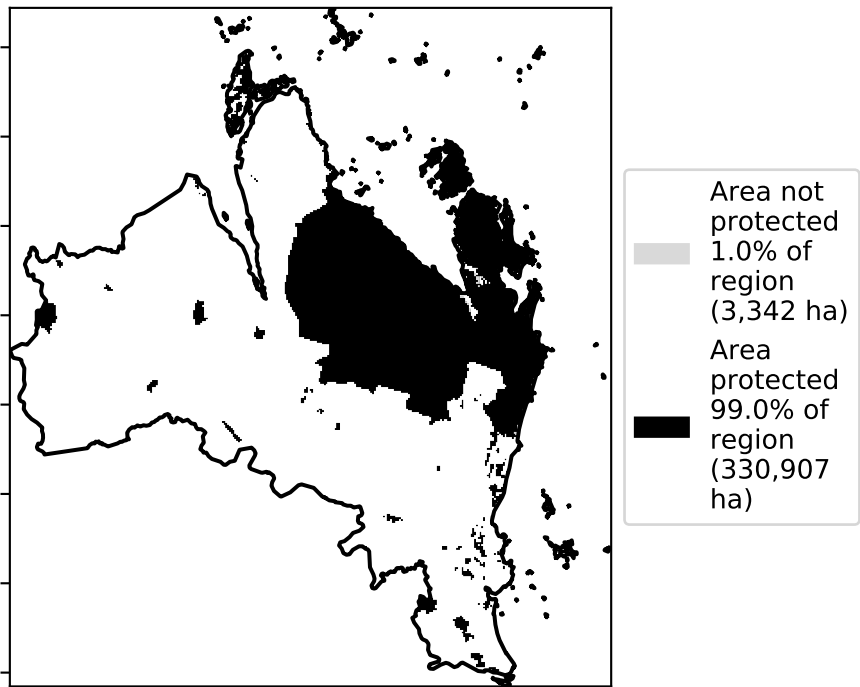 Area not
protected
1.0% of
region
(3,342 ha)
Area
protected
99.0% of
region
(330,907
ha)